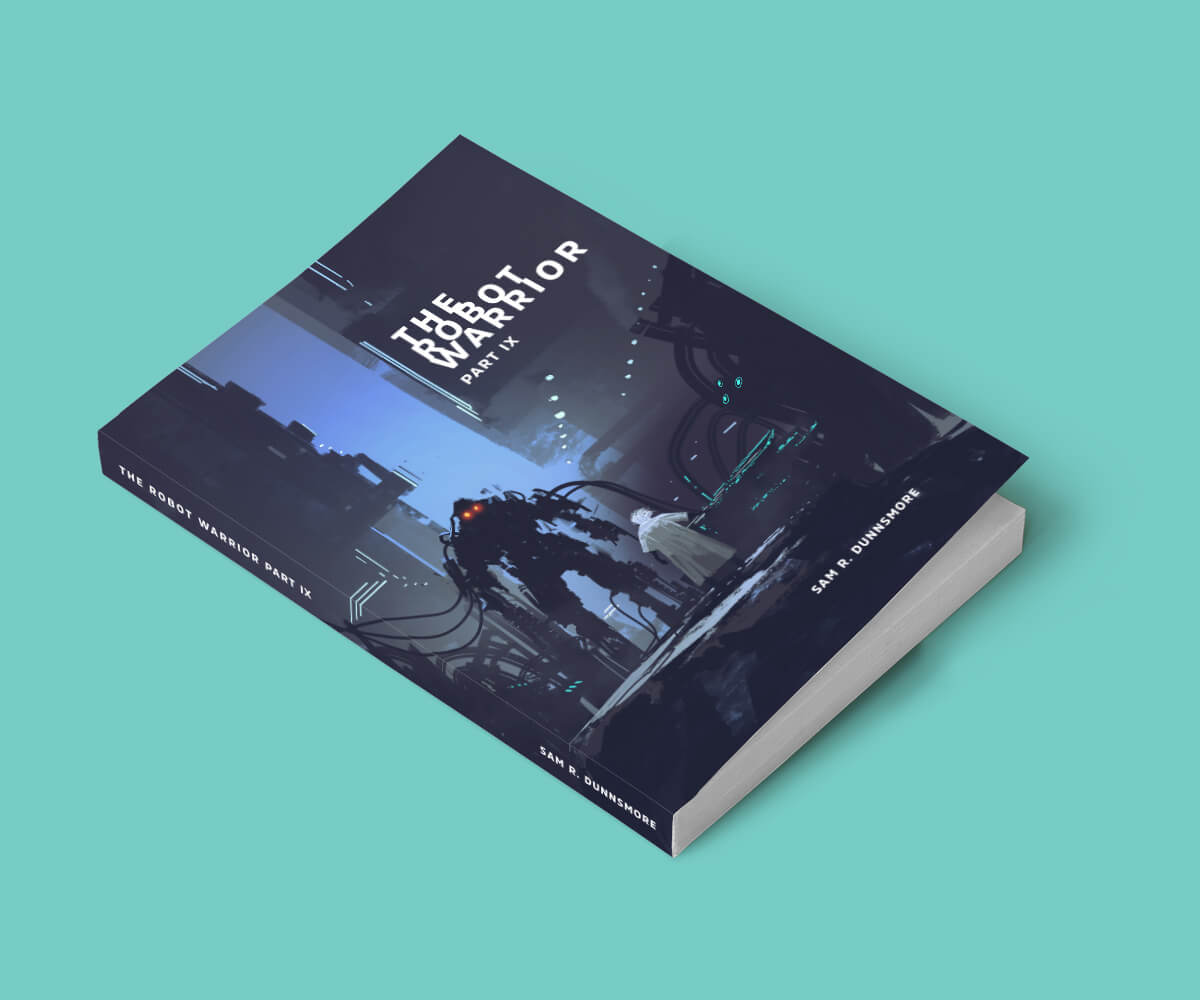 THE
ROBOT
WARRIOR
PART IX
SAM R. DUNNSMORE
THE ROBOT WARRIOR PART IX
SAM R. DUNNSMORE